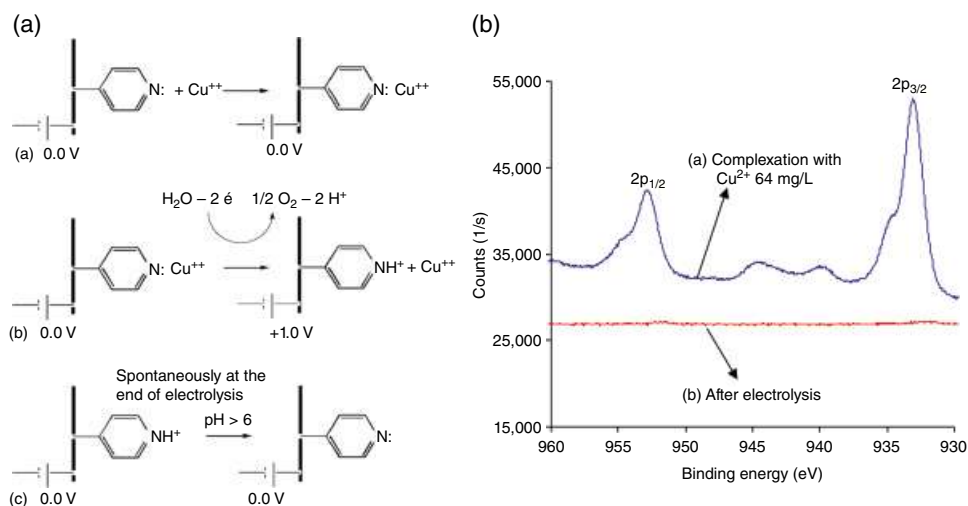 (a)
N: + Cu++
N: Cu++
(a) 0.0 V
0.0 V
H2O – 2 é 1/2 O2 – 2 H+
N: Cu++
NH+ + Cu++
(b) 0.0 V
+1.0 V
Spontaneously at the
end of electrolysis
pH > 6
NH+
N:
(c) 0.0 V
0.0 V
(b)
55,000
45,000
35,000
25,000
15,000
Counts (1/s)
2p1/2
2p3/2
(a) Complexation with
Cu2+ 64 mg/L
(b) After electrolysis
960 955 950 945 940 935 930
Binding energy (eV)